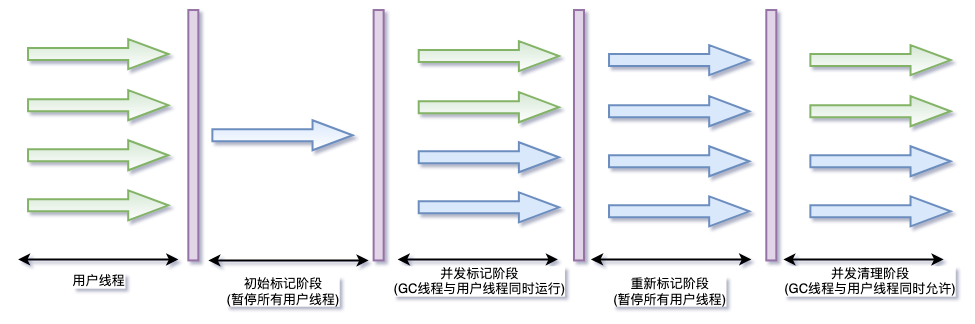 用户线程
初始标记阶段
(暂停所有用户线程)
并发标记阶段
(GC线程与用户线程同时运行)
重新标记阶段
(暂停所有用户线程)
并发清理阶段
(GC线程与用户线程同时允许)